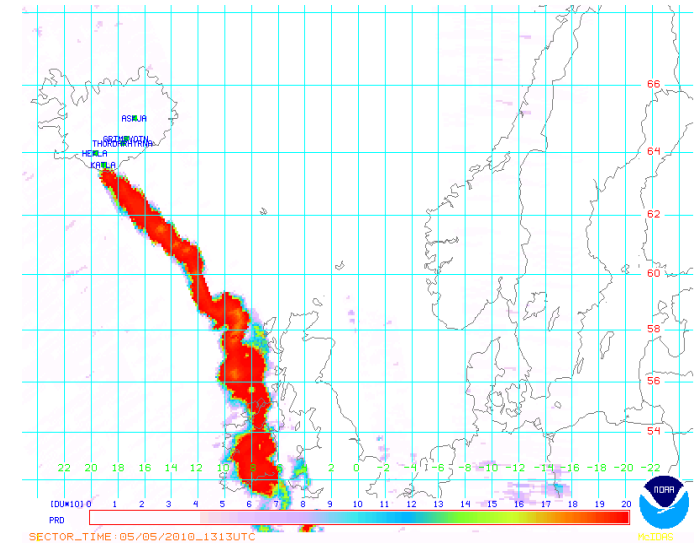 66
ASKJA
GRIMSVOTN
THORDARHYRNA
64
HEKLA
KATLA
62
60
58
56
54
22 20 18 16 14 12 10 8 2 0 -2 -4 -6 -8 -10 -12 -14 -16 -18 -20 -22
NOAA
[DU*10] 0 1 2 3 4 5 6 7 8 9 10 11 12 13 14 15 16 17 18 19 20
PRD
SECTOR_TIME:05/05/2010_1313UTC
McIDAS